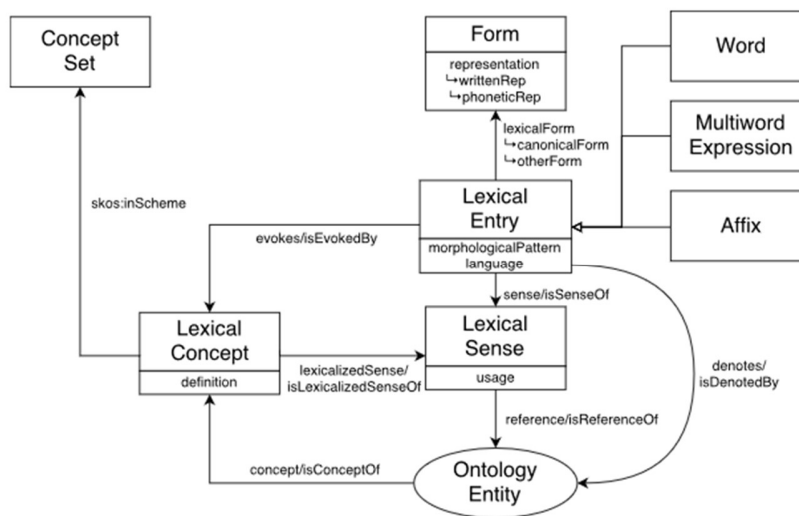 Concept
Set
Form
representation
↳writtenRep
↳phoneticRep
Word
lexicalForm
↳canonicalForm
↳otherForm
Multiword
Expression
skos:inScheme
Lexical
Entry
morphologicalPattern
language
Affix
evokes/isEvokedBy
sense/isSenseOf
Lexical
Concept
definition
lexicalizedSense/
isLexicalizedSenseOf
Lexical
Sense
usage
denotes/
isDenotedBy
reference/isReferenceOf
concept/isConceptOf
Ontology
Entity